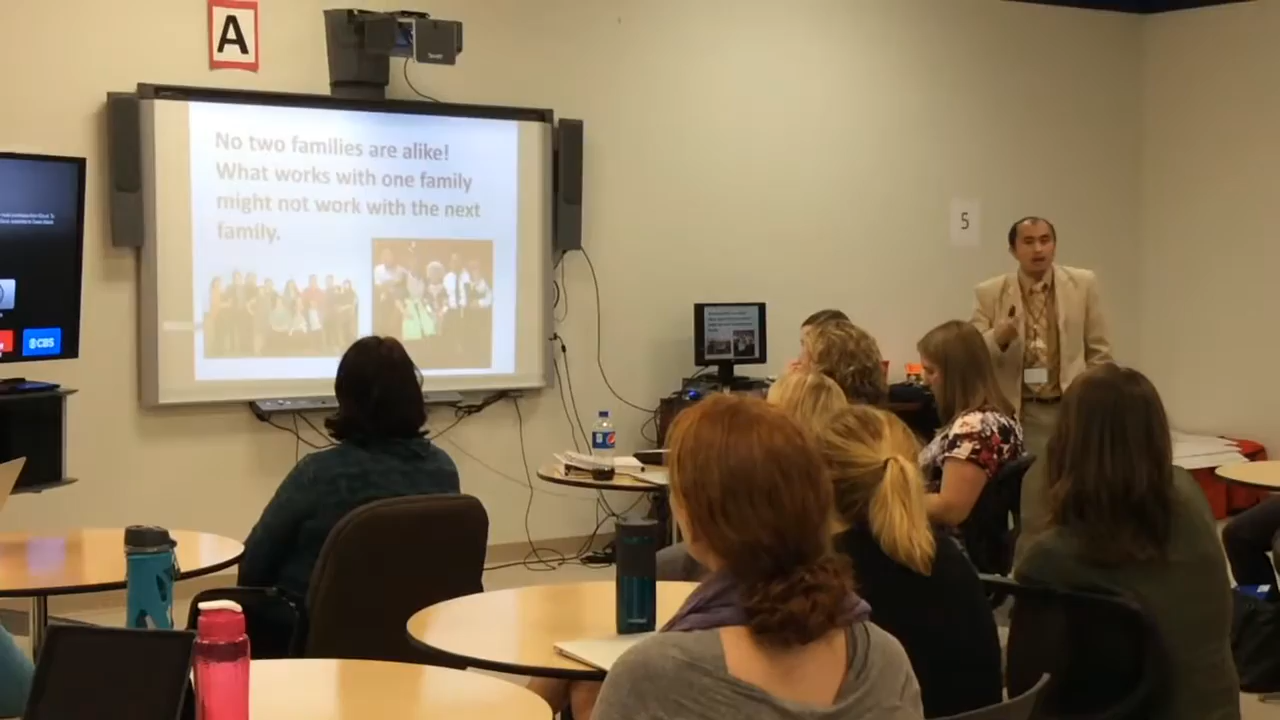 A
No two families are alike!
What works with one family
might not work with the next
family.
5
CBS